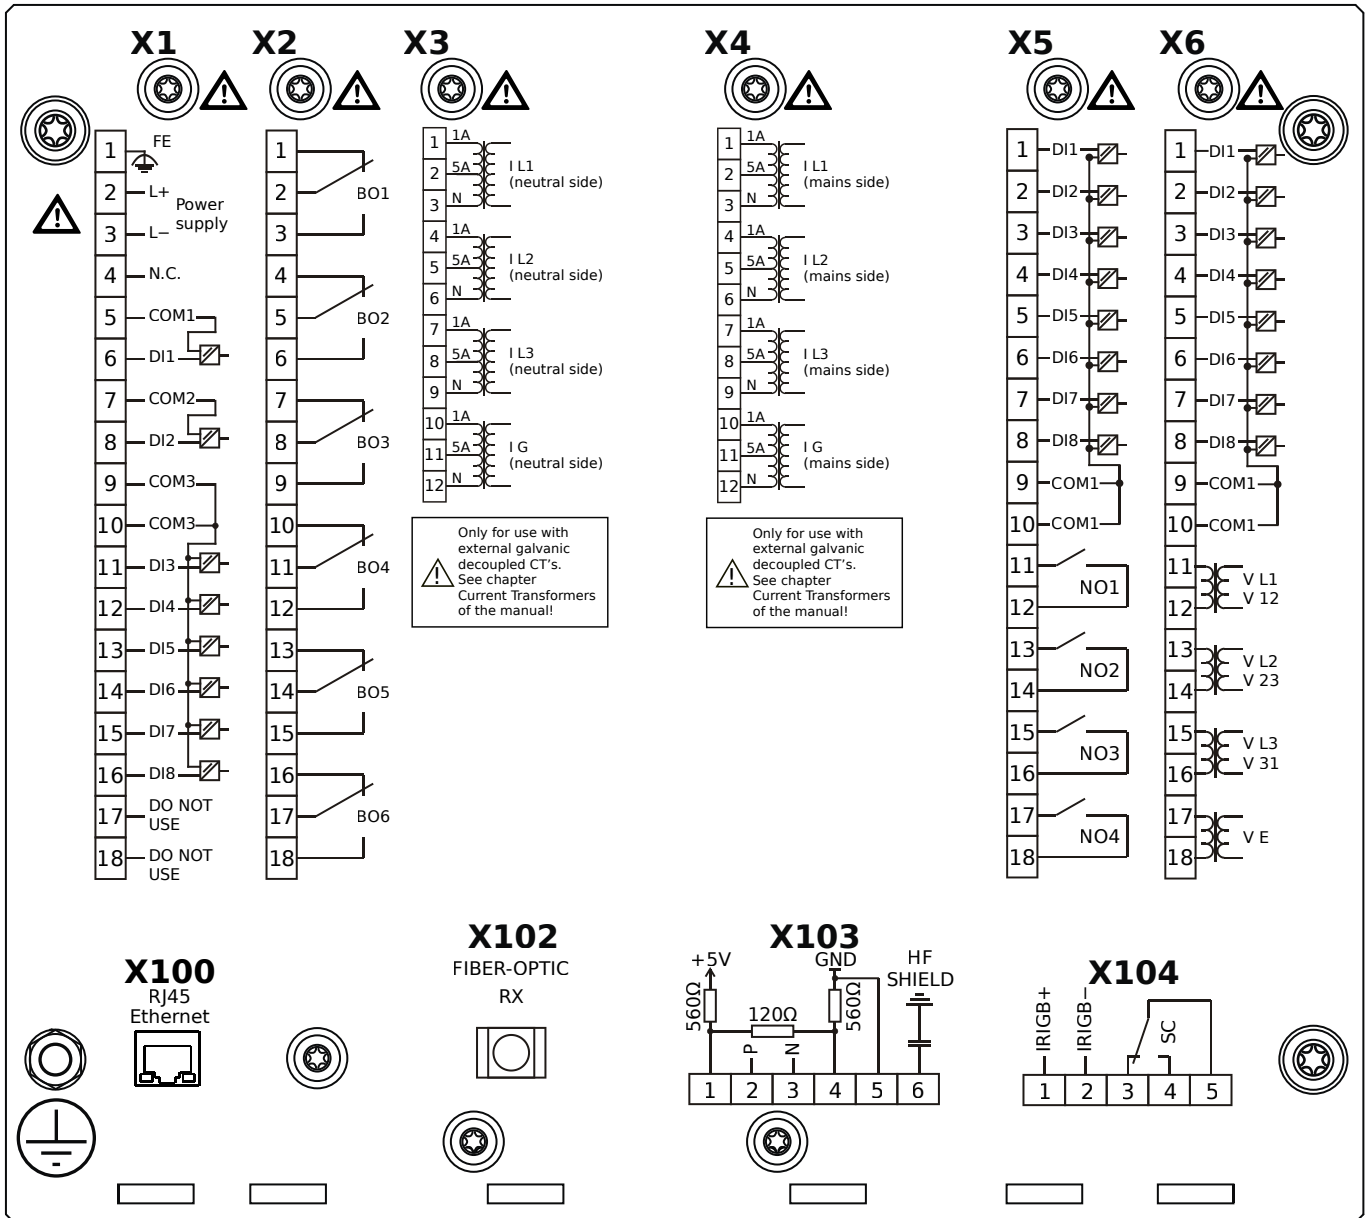 X1
X2
X3
X4
X5
X6
1
FE
2
L+
Power
supply
3
L−
4
N.C.
5
COM1
6
DI1
7
COM2
8
DI2
9
COM3
10
COM3
11
DI3
12
DI4
13
DI5
14
DI6
15
DI7
16
DI8
17
DO NOT
USE
18
DO NOT
USE
1
2
BO1
3
4
5
BO2
6
7
8
BO3
9
10
11
BO4
12
13
14
BO5
15
16
17
BO6
18
1
1A
2
5A
3
N
I L1
(neutral side)
4
1A
5
5A
6
N
I L2
(neutral side)
7
1A
8
5A
9
N
I L3
(neutral side)
10
1A
11
5A
12
N
I G
(neutral side)
Only for use with
external galvanic
decoupled CT's.
See chapter
Current Transformers
of the manual!
1
1A
2
5A
3
N
I L1
(mains side)
4
1A
5
5A
6
N
I L2
(mains side)
7
1A
8
5A
9
N
I L3
(mains side)
10
1A
11
5A
12
N
I G
(mains side)
Only for use with
external galvanic
decoupled CT's.
See chapter
Current Transformers
of the manual!
1
DI1
2
DI2
3
DI3
4
DI4
5
DI5
6
DI6
7
DI7
8
DI8
9
COM1
10
COM1
11
NO1
12
13
NO2
14
15
NO3
16
17
NO4
18
1
DI1
2
DI2
3
DI3
4
DI4
5
DI5
6
DI6
7
DI7
8
DI8
9
COM1
10
COM1
11
V L1
V 12
12
13
V L2
V 23
14
15
V L3
V 31
16
17
V E
18
X100
RJ45
Ethernet
X102
FIBER-OPTIC
RX
X103
+5V
GND
HF
SHIELD
560Ω
120Ω
560Ω
P
N
1 2 3 4 5 6
X104
IRIGB+
IRIGB−
SC
1 2 3 4 5